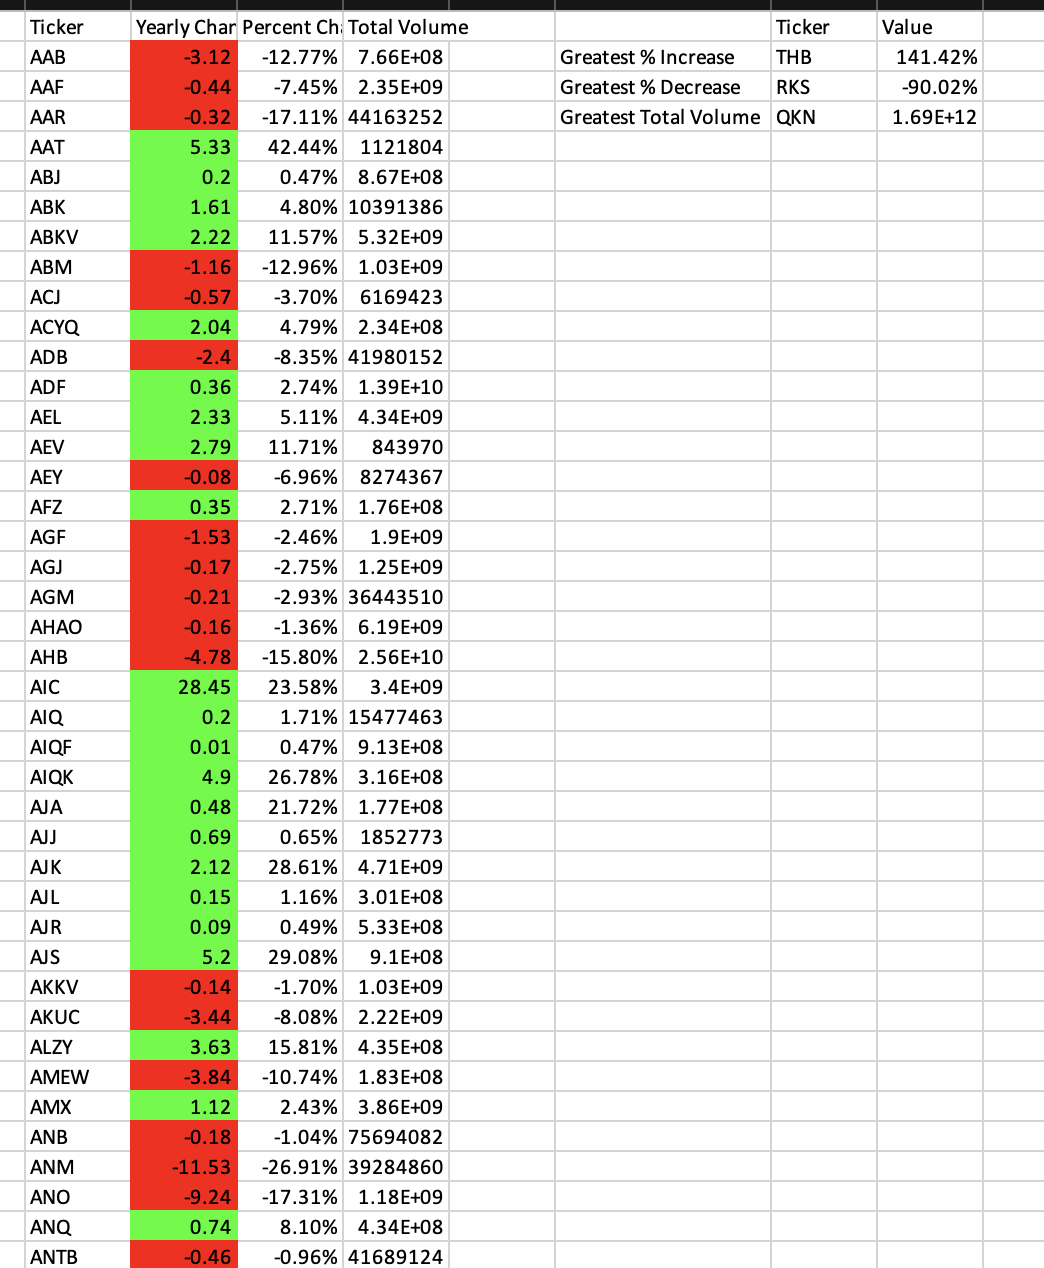 Ticker Yearly Char Percent Ch Total Volume Ticker Value
AAB -3.12 -12.77% 7.66E+08 Greatest % Increase THB 141.42%
AAF -0.44 -7.45% 2.35E+09 Greatest % Decrease RKS -90.02%
AAR -0.32 -17.11% 44163252 Greatest Total Volume QKN 1.69E+12
AAT 5.33 42.44% 1121804
ABJ 0.2 0.47% 8.67E+08
ABK 1.61 4.80% 10391386
ABKV 2.22 11.57% 5.32E+09
ABM -1.16 -12.96% 1.03E+09
ACJ -0.57 -3.70% 6169423
ACYQ 2.04 4.79% 2.34E+08
ADB -2.4 -8.35% 41980152
ADF 0.36 2.74% 1.39E+10
AEL 2.33 5.11% 4.34E+09
AEV 2.79 11.71% 843970
AEY -0.08 -6.96% 8274367
AFZ 0.35 2.71% 1.76E+08
AGF -1.53 -2.46% 1.9E+09
AGJ -0.17 -2.75% 1.25E+09
AGM -0.21 -2.93% 36443510
AHAO -0.16 -1.36% 6.19E+09
AHB -4.78 -15.80% 2.56E+10
AIC 28.45 23.58% 3.4E+09
AIQ 0.2 1.71% 15477463
AIQF 0.01 0.47% 9.13E+08
AIQK 4.9 26.78% 3.16E+08
AJA 0.48 21.72% 1.77E+08
AJJ 0.69 0.65% 1852773
AJK 2.12 28.61% 4.71E+09
AJL 0.15 1.16% 3.01E+08
AJR 0.09 0.49% 5.33E+08
AJS 5.2 29.08% 9.1E+08
AKKV -0.14 -1.70% 1.03E+09
AKUC -3.44 -8.08% 2.22E+09
ALZY 3.63 15.81% 4.35E+08
AMEW -3.84 -10.74% 1.83E+08
AMX 1.12 2.43% 3.86E+09
ANB -0.18 -1.04% 75694082
ANM -11.53 -26.91% 39284860
ANO -9.24 -17.31% 1.18E+09
ANQ 0.74 8.10% 4.34E+08
ANTB -0.46 -0.96% 41689124